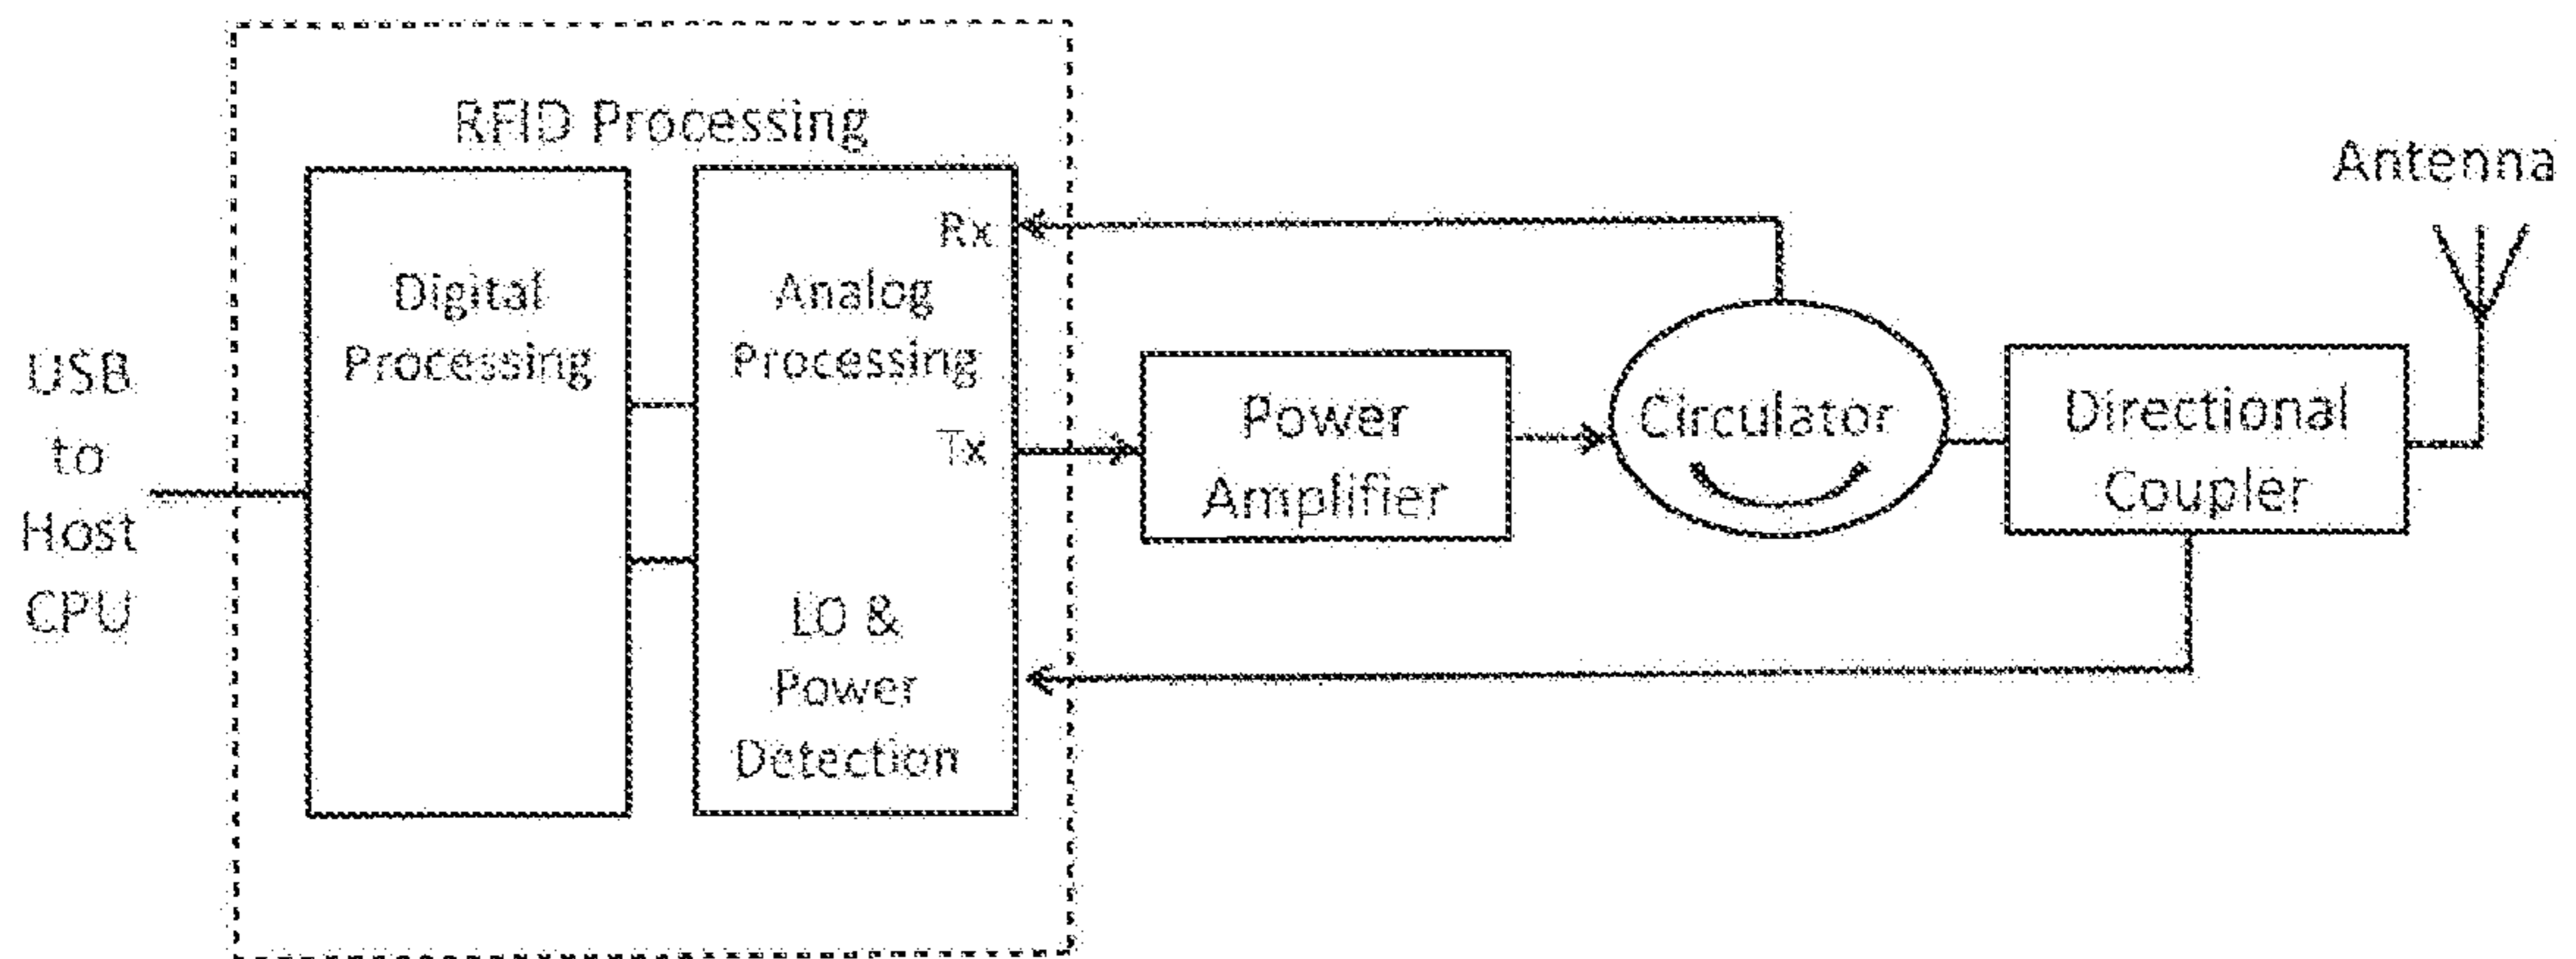 RFID Processing
Antenna
Rx
Digital
Processing
Analog
Processing
USB
to
Host
CPU
Tx
Power
Amplifier
Circulator
Directional
Coupler
LO &
Power
Detection